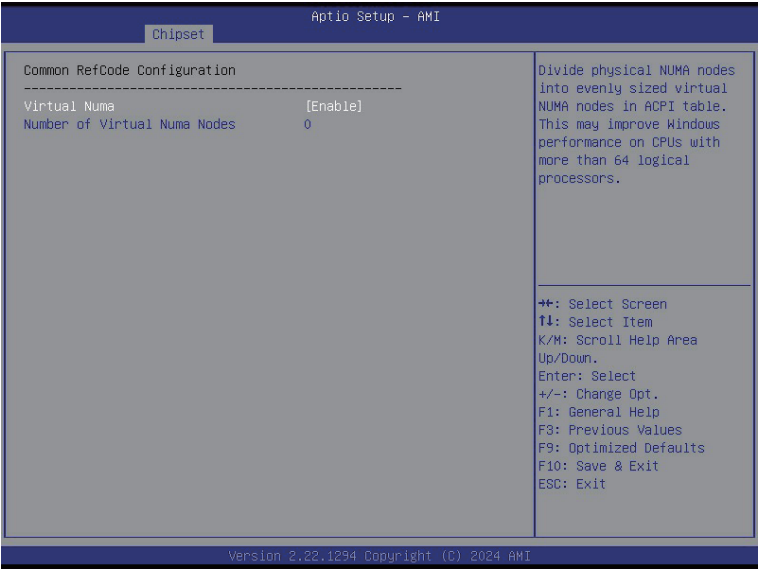 Aptio Setup – AMI
Chipset
Common RefCode Configuration
--------------------------------------------------
Virtual Numa [Enable]
Number of Virtual Numa Nodes 0
Divide physical NUMA nodes
into evenly sized virtual
NUMA nodes in ACPI table.
This may improve Windows
performance on CPUs with
more than 64 logical
processors.
→←: Select Screen
↑↓: Select Item
K/M: Scroll Help Area
Up/Down.
Enter: Select
+/-: Change Opt.
F1: General Help
F3: Previous Values
F9: Optimized Defaults
F10: Save & Exit
ESC: Exit
Version 2.22.1294 Copyright (C) 2024 AMI